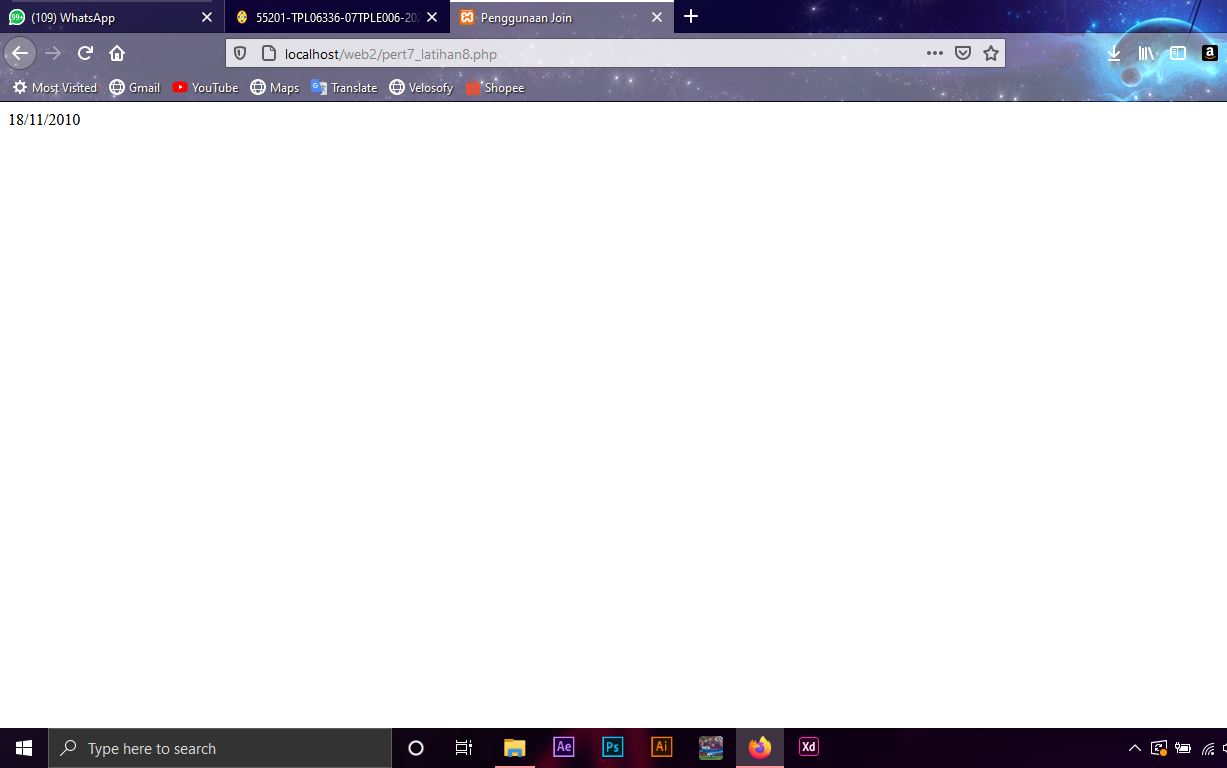 99+ (109) WhatsApp
55201-TPL06336-07TPLE006-20
Penggunaan Join
localhost/web2/pert7_latihan8.php
Most Visited Gmail YouTube Maps Translate Velosofy Shopee
18/11/2010
Type here to search
Ae Ps Ai Xd